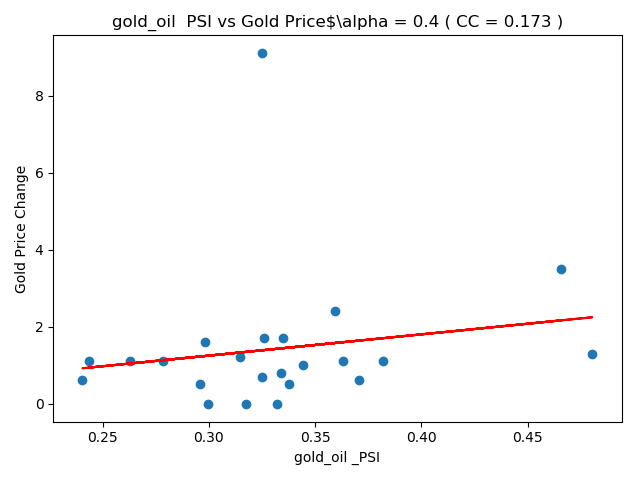 gold_oil  PSI vs Gold Price$\alpha = 0.4 ( CC = 0.173 )
Gold Price Change
8
6
4
2
0
0.25 0.30 0.35 0.40 0.45
gold_oil _PSI